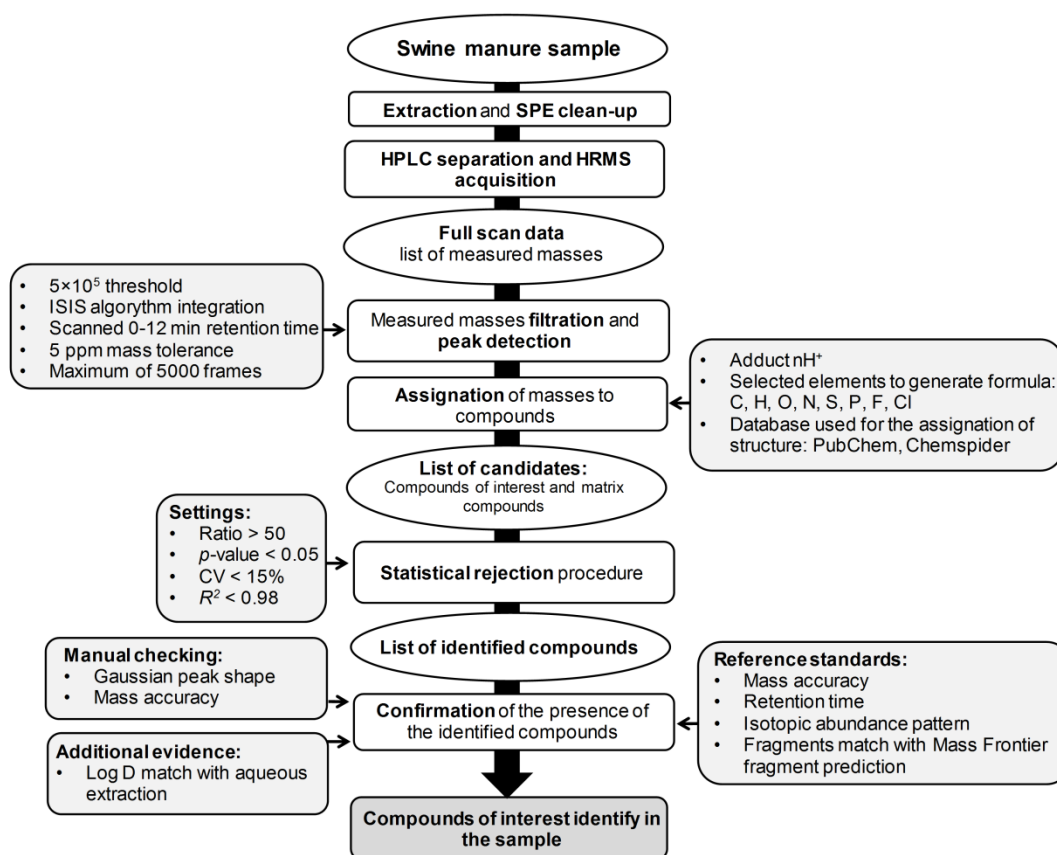 Swine manure sample
Extraction and SPE clean-up
HPLC separation and HRMS
acquisition
Full scan data
list of measured masses
• 5×10⁵ threshold
• ISIS algorythm integration
• Scanned 0-12 min retention time
• 5 ppm mass tolerance
• Maximum of 5000 frames
Measured masses filtration and
peak detection
• Adduct nH⁺
• Selected elements to generate formula:
C, H, O, N, S, P, F, Cl
• Database used for the assignation of
structure: PubChem, Chemspider
Assignation of masses to
compounds
List of candidates:
Compounds of interest and matrix
compounds
Settings:
• Ratio > 50
• p-value < 0.05
• CV < 15%
• R² < 0.98
Statistical rejection procedure
List of identified compounds
Manual checking:
• Gaussian peak shape
• Mass accuracy
Additional evidence:
• Log D match with aqueous
extraction
Confirmation of the presence of
the identified compounds
Reference standards:
• Mass accuracy
• Retention time
• Isotopic abundance pattern
• Fragments match with Mass Frontier
fragment prediction
Compounds of interest identify in
the sample